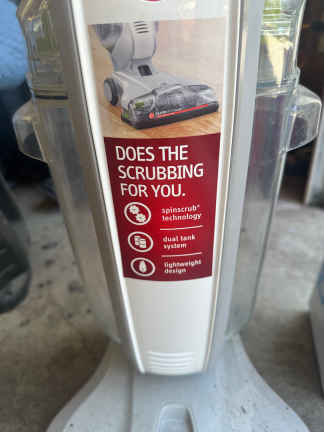 DOES THE
SCRUBBING
FOR YOU.
spinscrub®
technology
dual tank
system
lightweight
design